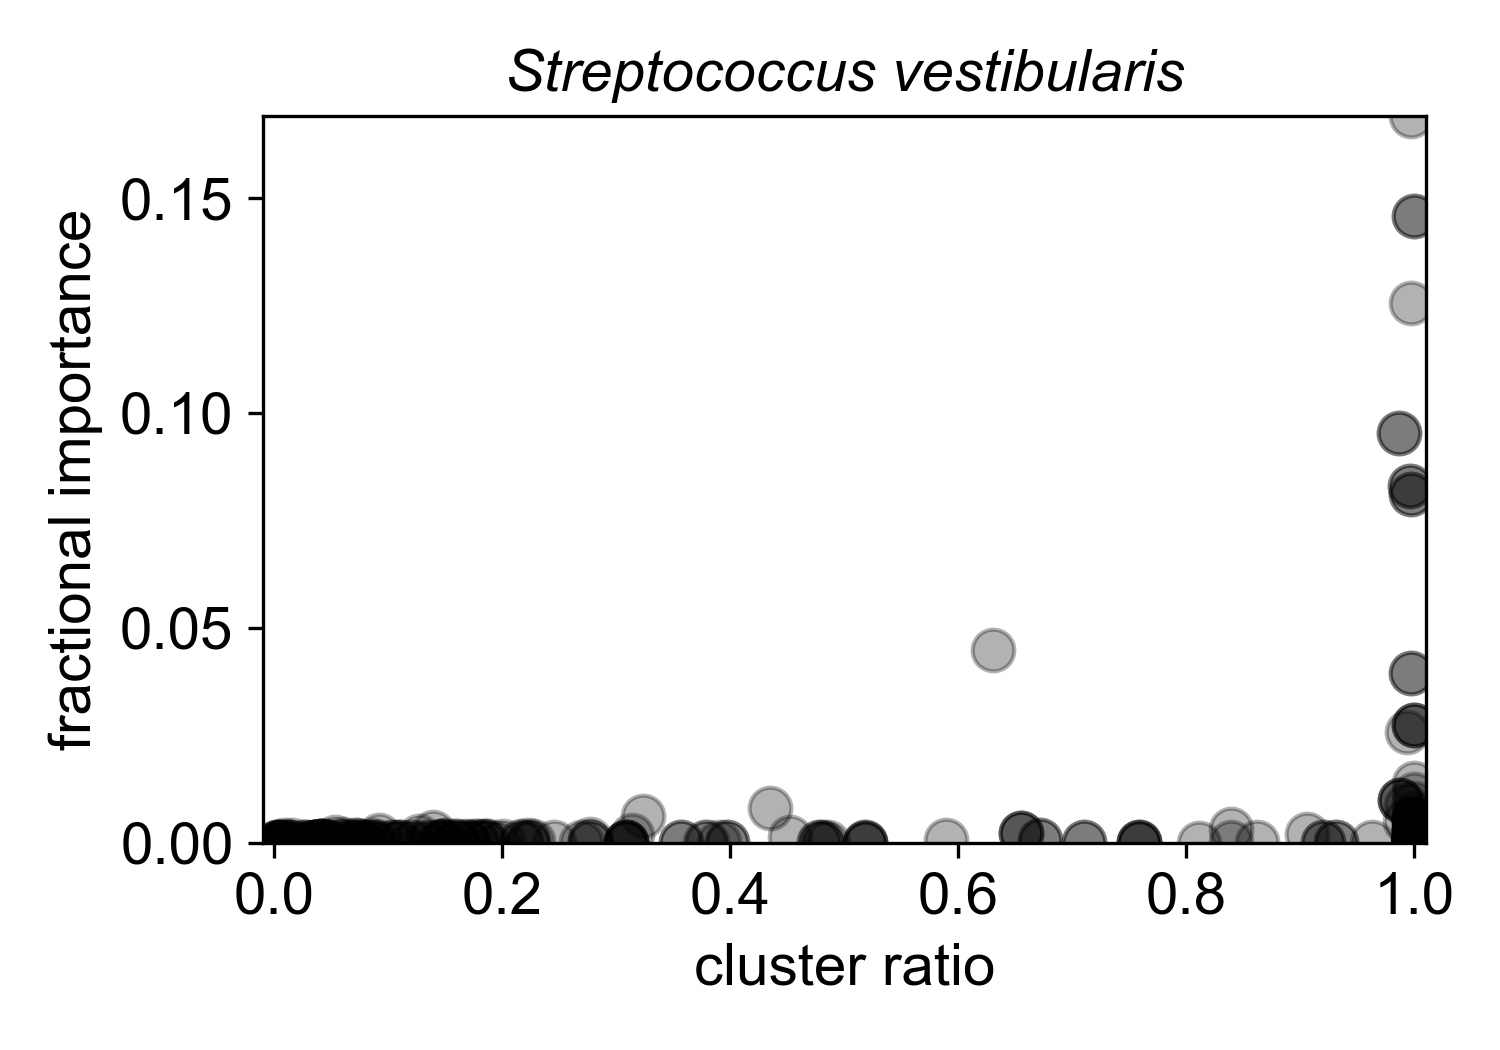 Streptococcus vestibularis
fractional importance
0.15
0.10
0.05
0.00
0.0 0.2 0.4 0.6 0.8 1.0
cluster ratio